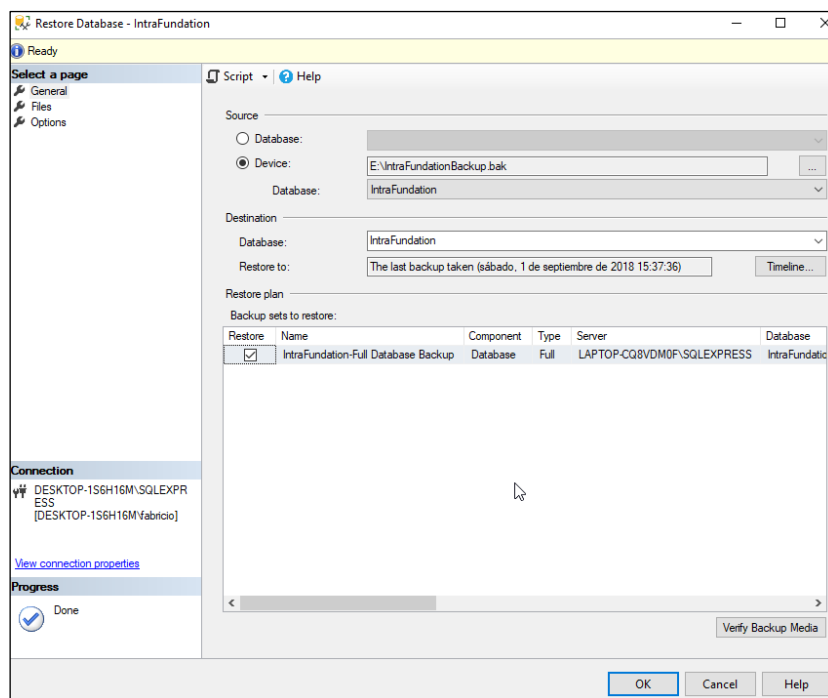 Restore Database - IntraFundation
Ready
Select a page
General
Files
Options
Script
Help
Source
Database:
Device:
E:\IntraFundationBackup.bak
...
Database:
IntraFundation
Destination
Database:
IntraFundation
Restore to:
The last backup taken (sábado, 1 de septiembre de 2018 15:37:36)
Timeline...
Restore plan
Backup sets to restore:
Restore Name Component Type Server Database
IntraFundation-Full Database Backup Database Full LAPTOP-CQ8VDM0F\SQLEXPRESS IntraFundatic
Connection
DESKTOP-1S6H16M\SQLEXPR
ESS
[DESKTOP-1S6H16M\fabricio]
View connection properties
Progress
Done
Verify Backup Media
OK
Cancel
Help